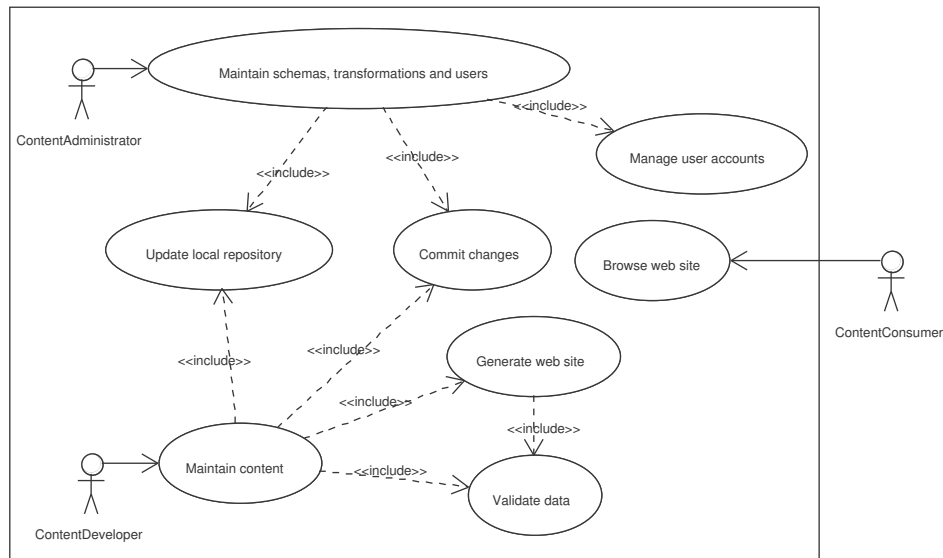 Maintain schemas, transformations and users
<<include>>
ContentAdministrator
Manage user accounts
<<include>>
<<include>>
Update local repository
Commit changes
Browse web site
ContentConsumer
<<include>>
<<include>>
Generate web site
<<include>>
<<include>>
Maintain content
<<include>>
Validate data
ContentDeveloper